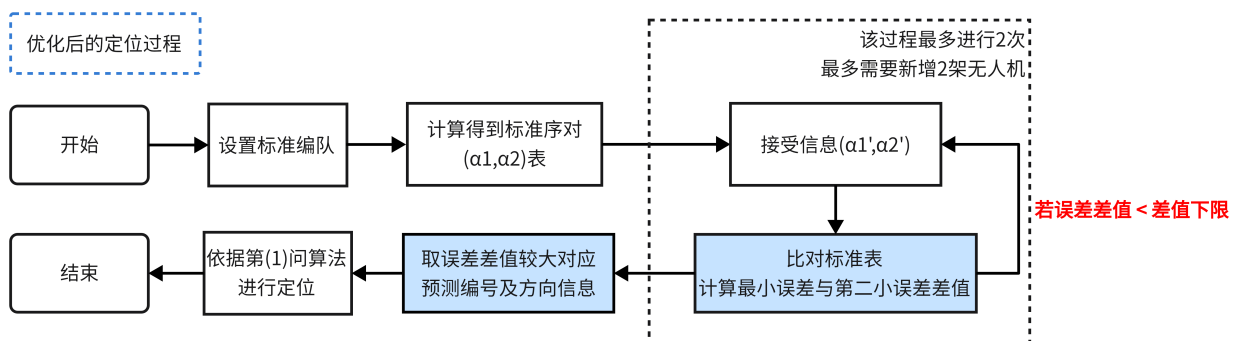 优化后的定位过程
该过程最多进行2次
最多需要新增2架无人机
开始
设置标准编队
计算得到标准序对
(α1,α2)表
接受信息(α1',α2')
若误差差值 < 差值下限
比对标准表
计算最小误差与第二小误差差值
取误差差值较大对应
预测编号及方向信息
依据第(1)问算法
进行定位
结束